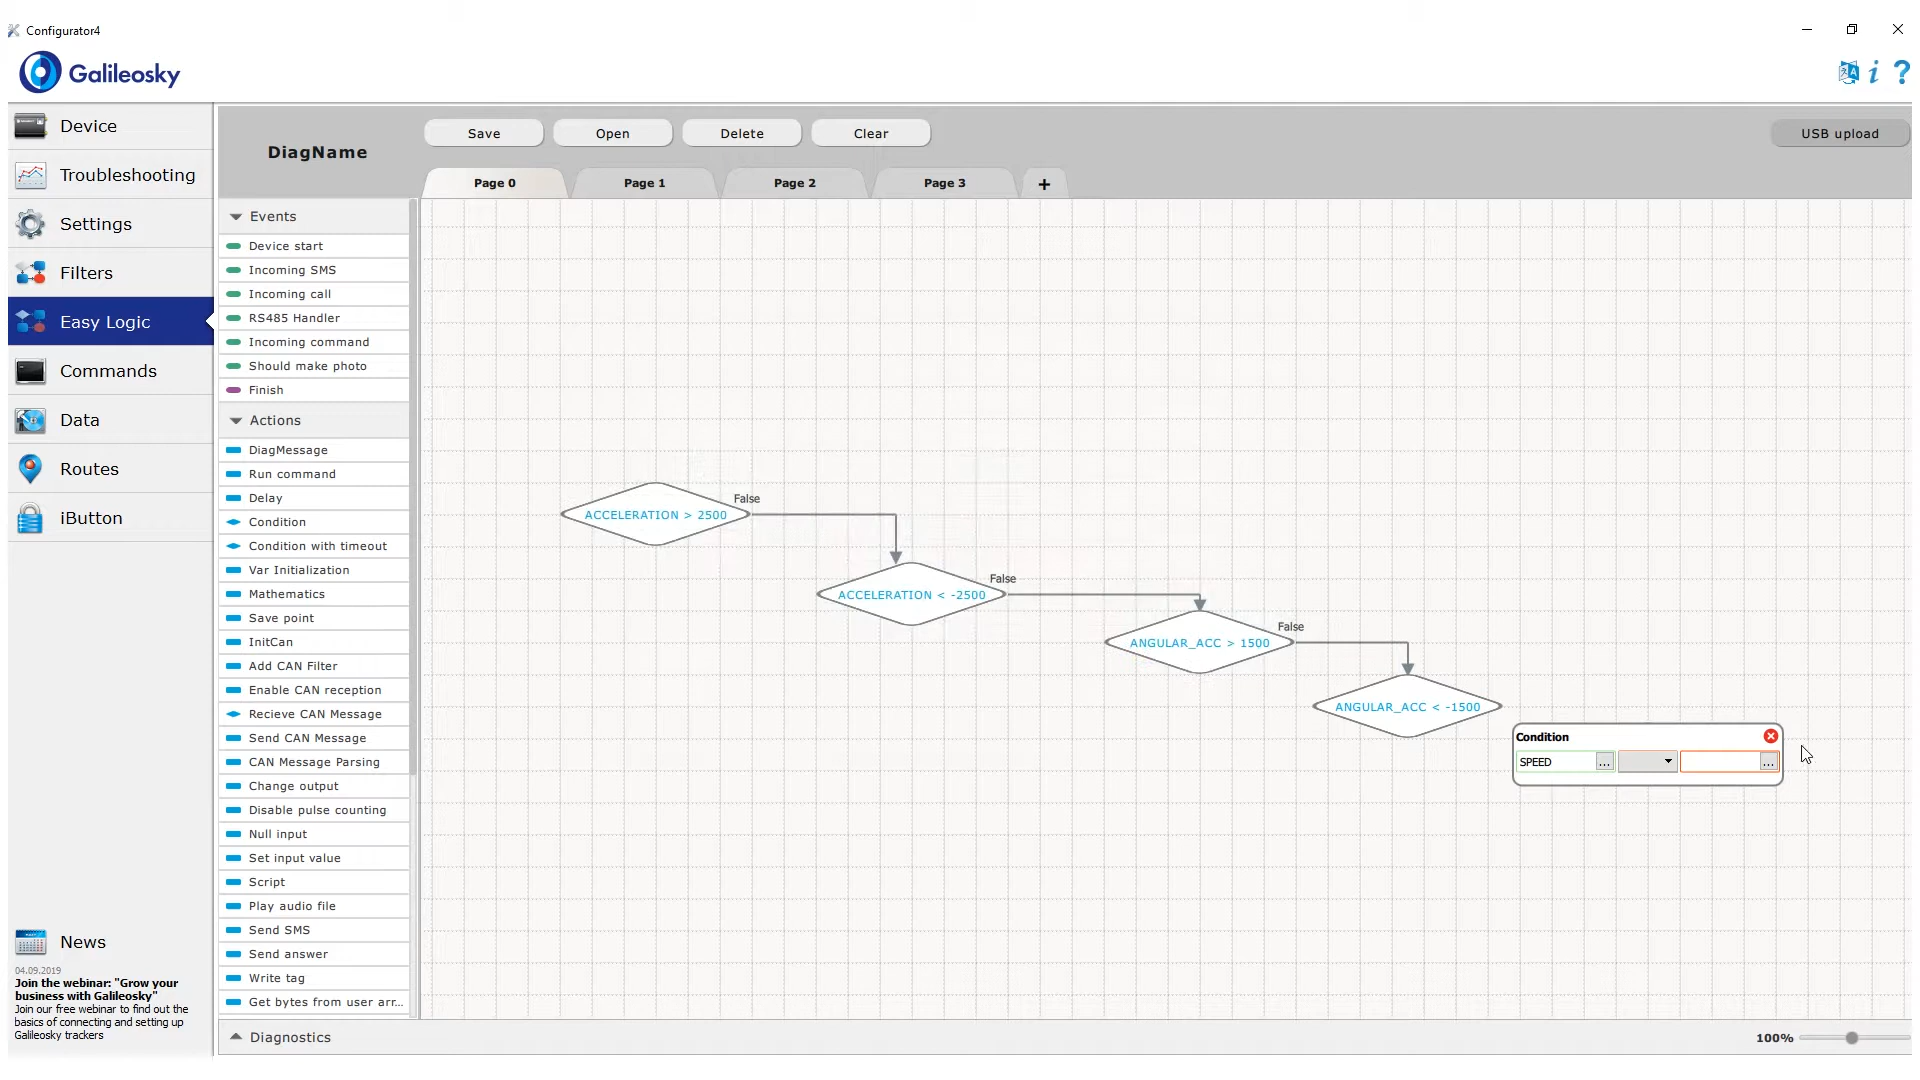 Configurator4
Galileosky
Device
Troubleshooting
Settings
Filters
Easy Logic
Commands
Data
Routes
iButton
News
04.09.2019
Join the webinar: "Grow your
business with Galileosky"
Join our free webinar to find out the
basics of connecting and setting up
Galileosky trackers
DiagName
Save
Open
Delete
Clear
USB upload
Page 0
Page 1
Page 2
Page 3
+
Events
Device start
Incoming SMS
Incoming call
RS485 Handler
Incoming command
Should make photo
Finish
Actions
DiagMessage
Run command
Delay
Condition
Condition with timeout
Var Initialization
Mathematics
Save point
InitCan
Add CAN Filter
Enable CAN reception
Recieve CAN Message
Send CAN Message
CAN Message Parsing
Change output
Disable pulse counting
Null input
Set input value
Script
Play audio file
Send SMS
Send answer
Write tag
Get bytes from user arr...
ACCELERATION > 2500
False
ACCELERATION < -2500
False
ANGULAR_ACC > 1500
False
ANGULAR_ACC < -1500
Condition
SPEED ... ...
Diagnostics
100%